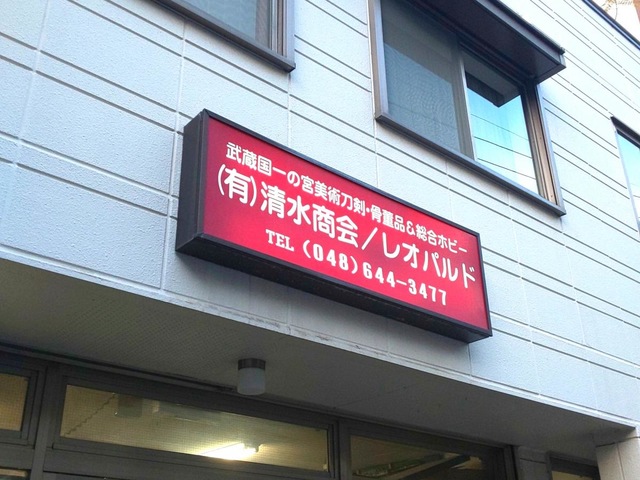 武蔵国一の宮美術刀剣・骨董品&総合ホビー
(有)清水商会/レオパルド
TEL (048)644-3477